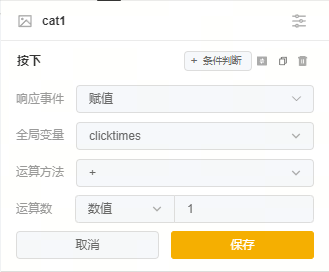 cat1
按下
+ 条件判断
响应事件 赋值
全局变量 clicktimes
运算方法 +
运算数 数值 1
取消 保存